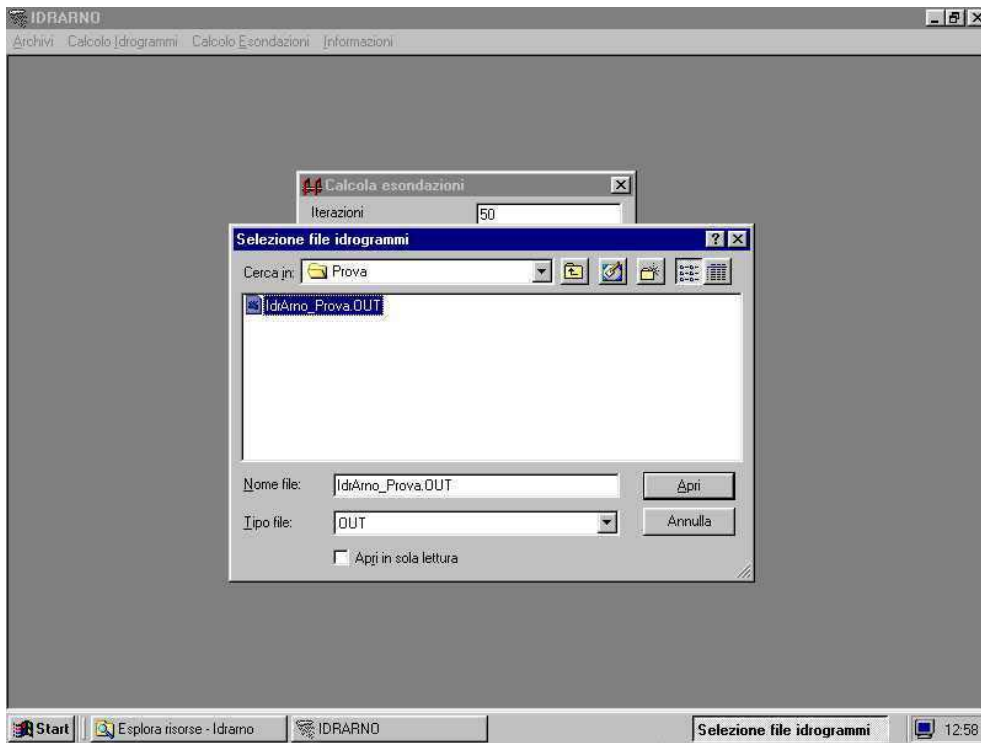 IDRARNO
Archivi Calcolo Idrogrammi Calcolo Esondazioni Informazioni
Calcola esondazioni
Iterazioni 50
Selezione file idrogrammi
Cerca in: Prova
IdrArno_Prova.OUT
Nome file: IdrArno_Prova.OUT Apri
Tipo file: OUT Annulla
Apri in sola lettura
Start Esplora risorse - Idrarno IDRARNO Selezione file idrogrammi 12:58